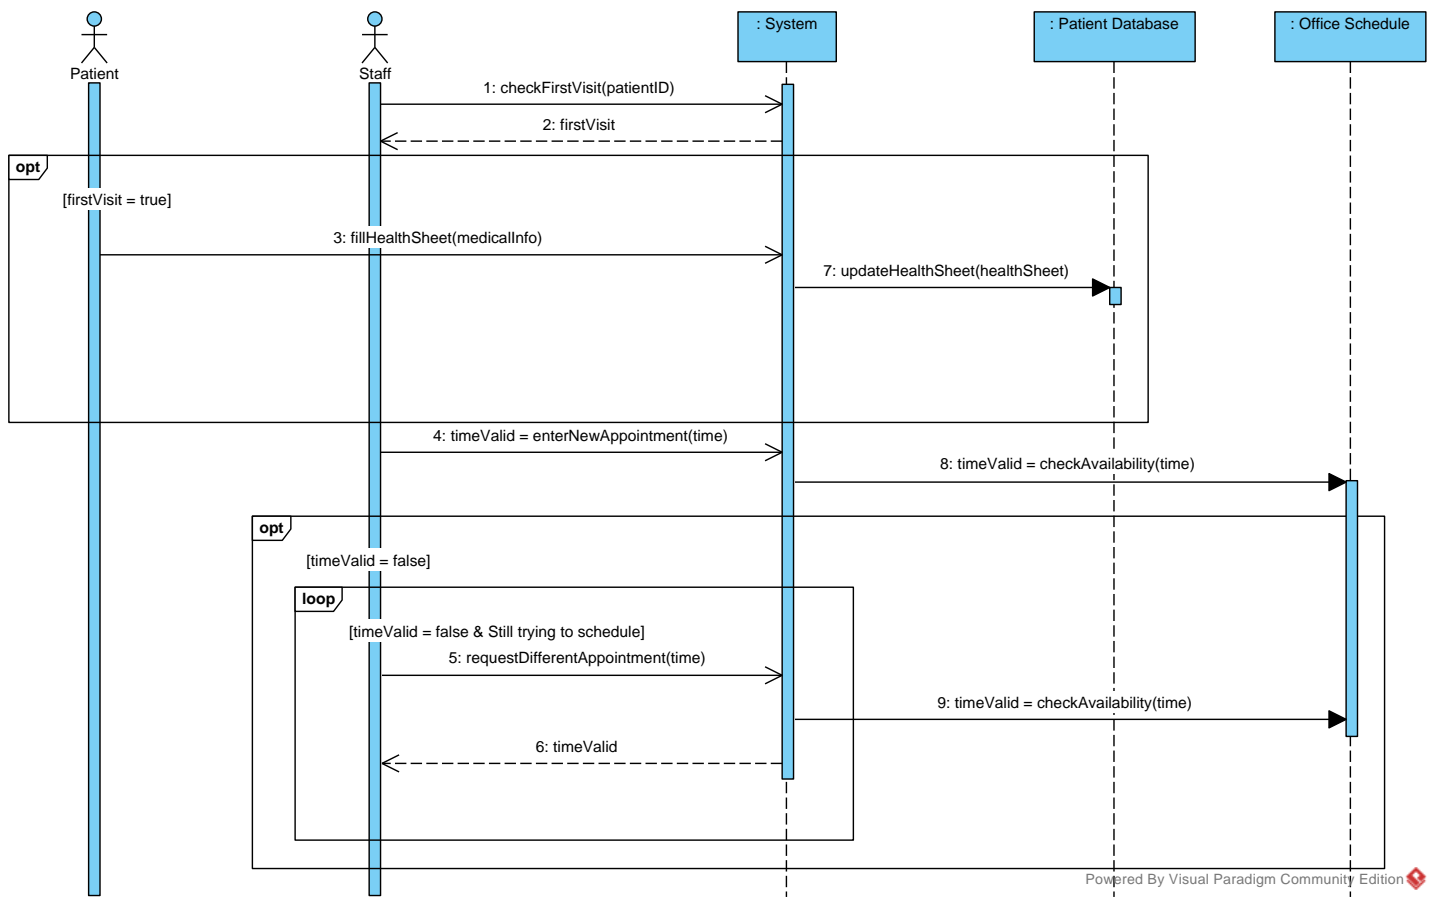 : System
: Patient Database
: Office Schedule
Patient
Staff
1: checkFirstVisit(patientID)
2: firstVisit
opt
[firstVisit = true]
3: fillHealthSheet(medicalInfo)
7: updateHealthSheet(healthSheet)
4: timeValid = enterNewAppointment(time)
8: timeValid = checkAvailability(time)
opt
[timeValid = false]
loop
[timeValid = false & Still trying to schedule]
5: requestDifferentAppointment(time)
9: timeValid = checkAvailability(time)
6: timeValid
Powered By Visual Paradigm Community Edition